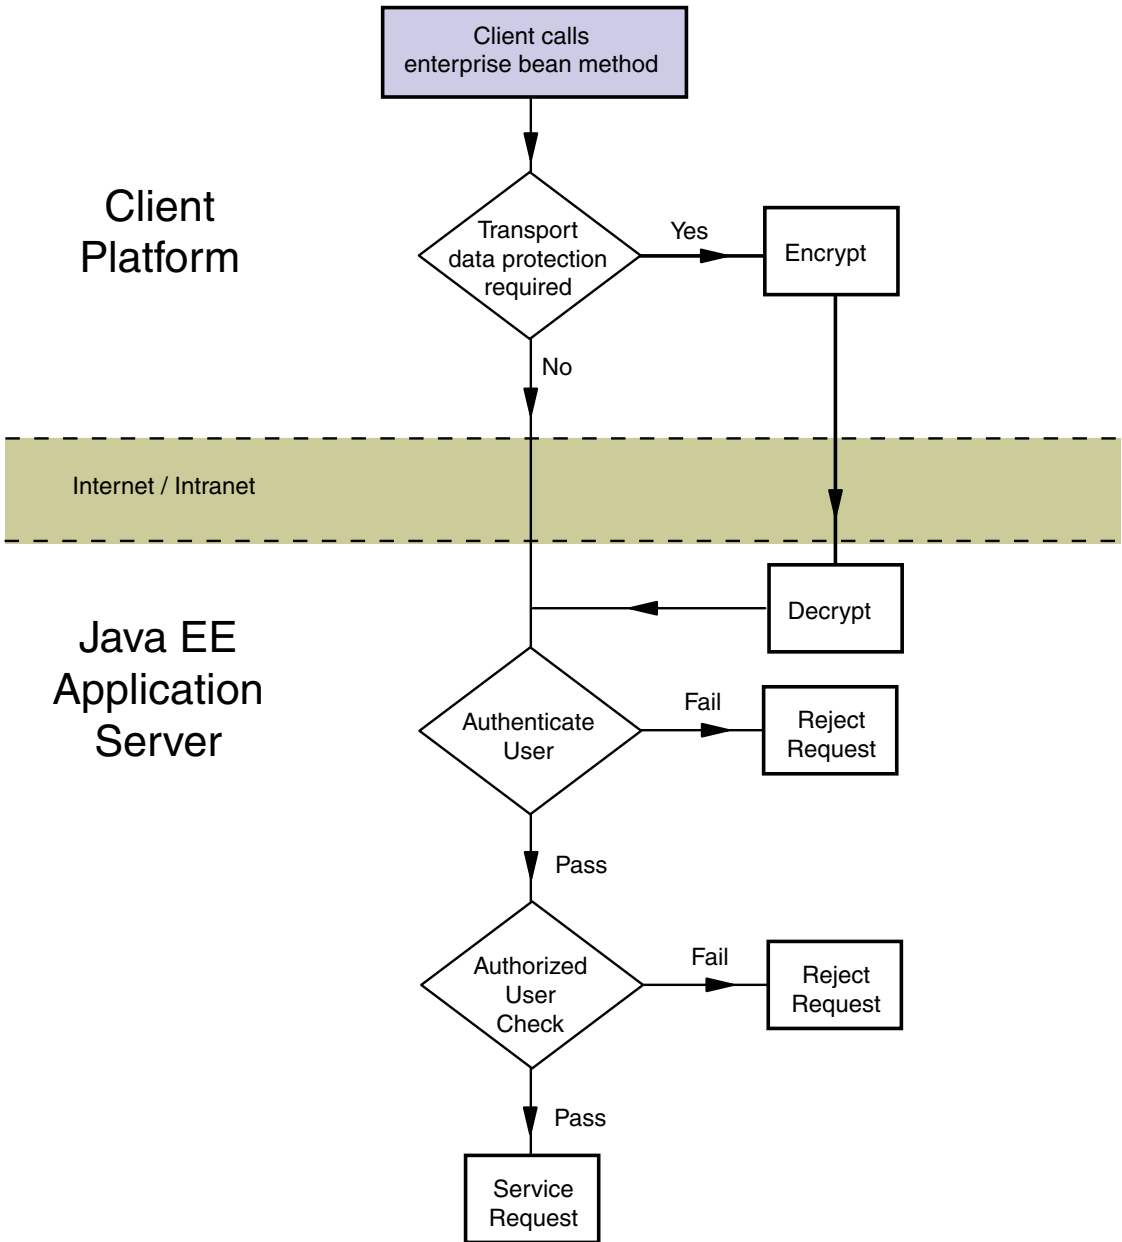 Client calls
enterprise bean method
Client
Platform
Transport
data protection
required
Yes
Encrypt
No
Internet / Intranet
Decrypt
Java EE
Application
Server
Authenticate
User
Fail
Reject
Request
Pass
Authorized
User
Check
Fail
Reject
Request
Pass
Service
Request